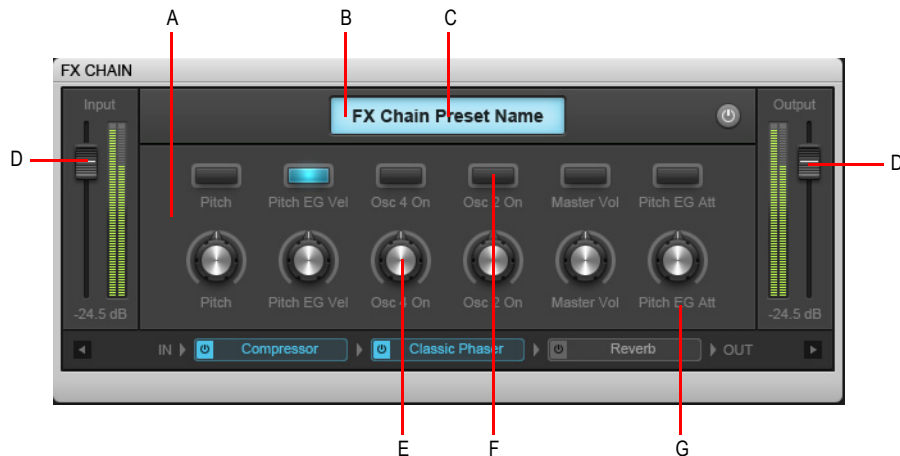 A B C
FX CHAIN
Input Output
FX Chain Preset Name
D D
Pitch Pitch EG Vel Osc 4 On Osc 2 On Master Vol Pitch EG Att
Pitch Pitch EG Vel Osc 4 On Osc 2 On Master Vol Pitch EG Att
-24.5 dB -24.5 dB
IN Compressor Classic Phaser Reverb OUT
E F G